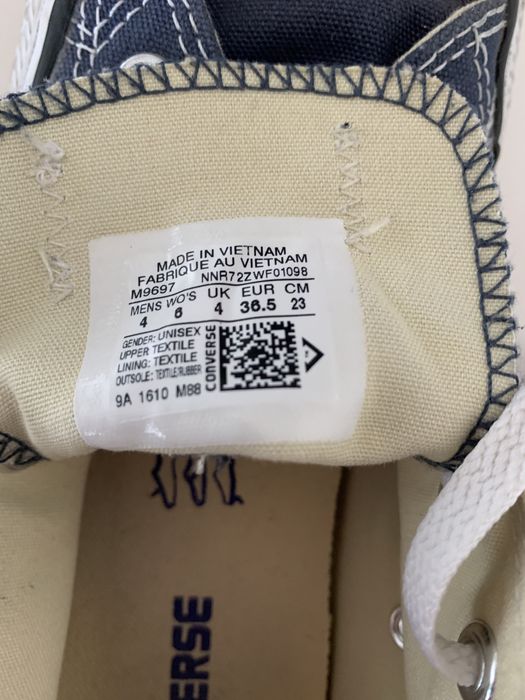 MADE IN VIETNAM
FABRIQUE AU VIETNAM
M9697 NNR72ZWF01098
MENS WO'S UK EUR CM
4 6 4 36.5 23
GENDER: UNISEX
UPPER TEXTILE
LINING: TEXTILE
OUTSOLE: TEXTILE/RUBBER
9A 1610 M88
CONVERSE
ERSE